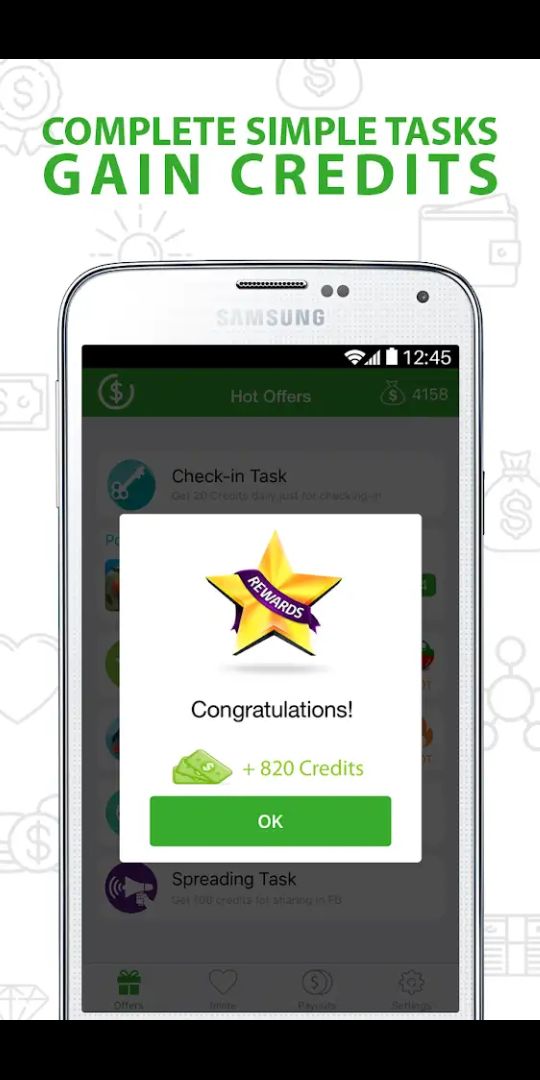 COMPLETE SIMPLE TASKS
GAIN CREDITS
SAMSUNG
12:45
Hot Offers
4158
Check-in Task
Get 20 Credits daily just for checking-in
REWARDS
Congratulations!
+ 820 Credits
OK
Spreading Task
Get 100 credits for sharing in FB
Offers
Invite
Payouts
Settings